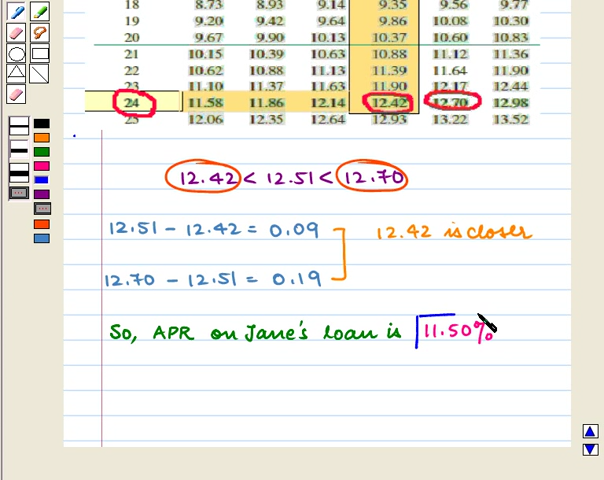 18 8.73 8.93 9.14 9.35 9.56 9.77
19 9.20 9.42 9.64 9.86 10.08 10.30
20 9.67 9.90 10.13 10.37 10.60 10.83
21 10.15 10.39 10.63 10.88 11.12 11.36
22 10.62 10.88 11.13 11.39 11.64 11.90
23 11.10 11.37 11.63 11.90 12.17 12.44
24 11.58 11.86 12.14 12.42 12.70 12.98
25 12.06 12.35 12.64 12.93 13.22 13.52
12.42 < 12.51 < 12.70
12.51 - 12.42 = 0.09
12.42 is closer
12.70 - 12.51 = 0.19
So, APR on Jane's loan is 11.50%